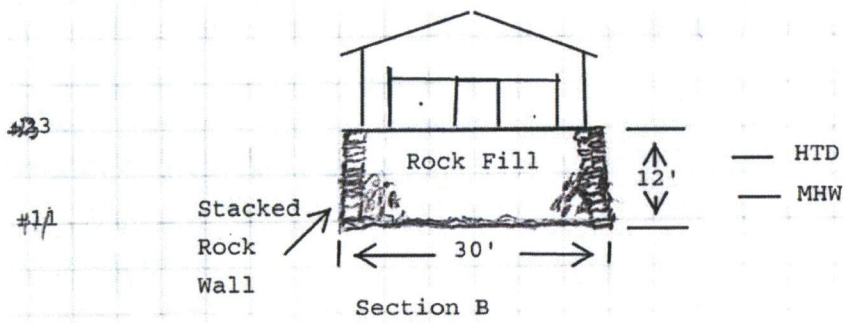 Rock Fill
12'
HTD
MHW
Stacked
Rock
Wall
30'
Section B